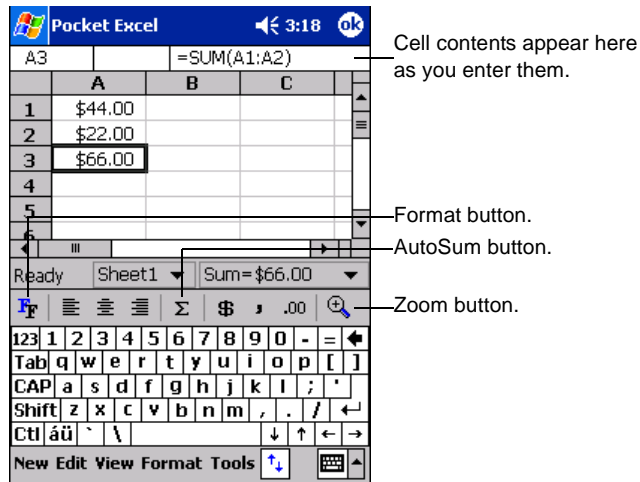 Pocket Excel 3:18 ok
A3 =SUM(A1:A2)
Cell contents appear here
as you enter them.
A B C
1 $44.00
2 $22.00
3 $66.00
4
5
6
Format button.
AutoSum button.
Ready Sheet1 Sum=$66.00
FF Σ $ , .00
Zoom button.
123 1 2 3 4 5 6 7 8 9 0 - =
Tab q w e r t y u i o p [ ]
CAP a s d f g h j k l ; '
Shift z x c v b n m , . /
Ctl áü ` \
New Edit View Format Tools